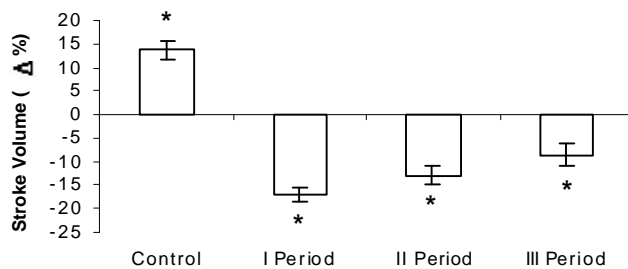 Stroke Volume ( Δ %)
20
15
10
5
0
-5
-10
-15
-20
-25
*
*
*
*
Control
I Period
II Period
III Period